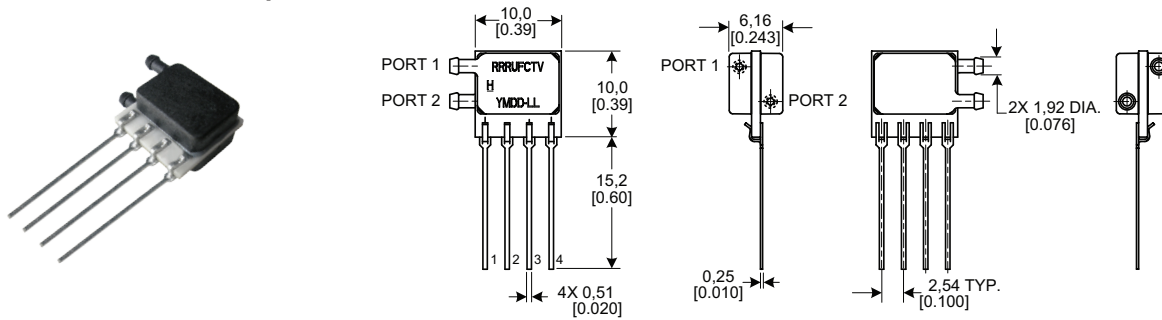 10,0
[0.39]
PORT 1
RRRUFCTV
H
PORT 2
YMDD-LL
10,0
[0.39]
15,2
[0.60]
1 2 3 4
4X 0,51
[0.020]
6,16
[0.243]
PORT 1
PORT 2
0,25
[0.010]
2X 1,92 DIA.
[0.076]
2,54 TYP.
[0.100]